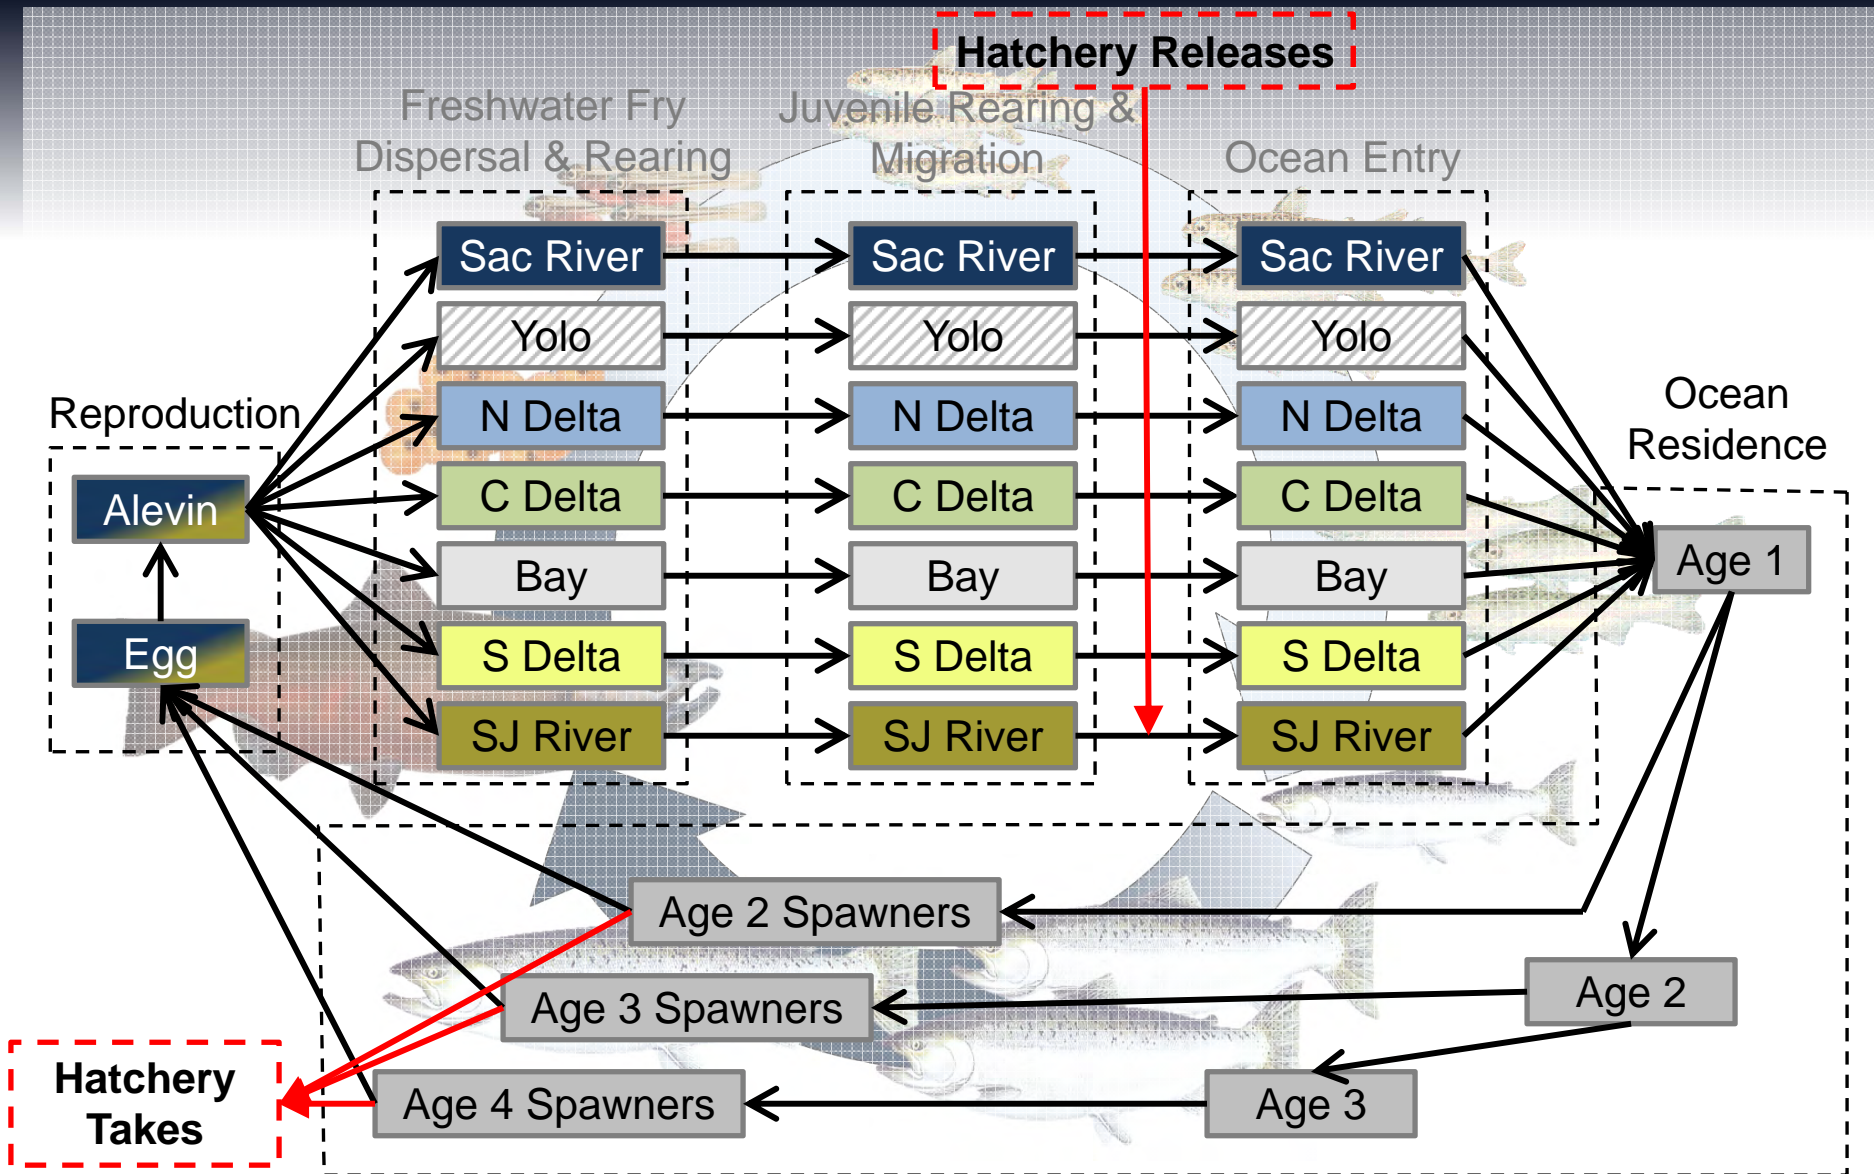 Hatchery Releases
Freshwater Fry
Dispersal & Rearing
Juvenile Rearing &
Migration
Ocean Entry
Sac River
Sac River
Sac River
Yolo
Yolo
Yolo
N Delta
N Delta
N Delta
C Delta
C Delta
C Delta
Bay
Bay
Bay
S Delta
S Delta
S Delta
SJ River
SJ River
SJ River
Reproduction
Alevin
Egg
Ocean
Residence
Age 1
Age 2 Spawners
Age 2
Age 3 Spawners
Age 4 Spawners
Age 3
Hatchery
Takes